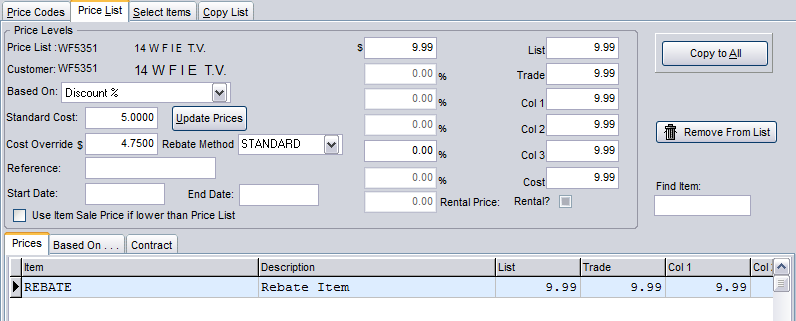 Price Codes Price List Select Items Copy List
Price Levels
Price List : WF5351 14 W F I E T.V. $ 9.99 List 9.99
Customer: WF5351 14 W F I E T.V. 0.00 % Trade 9.99 Copy to All
Based On: Discount % 0.00 % Col 1 9.99
Standard Cost: 5.0000 Update Prices 0.00 % Col 2 9.99
Cost Override $ 4.7500 Rebate Method STANDARD 0.00 % Col 3 9.99 Remove From List
Reference: 0.00 % Cost 9.99
Start Date: End Date: 0.00 Rental Price: Rental? Find Item:
Use Item Sale Price if lower than Price List
Prices Based On . . . Contract
Item Description List Trade Col 1 Col
REBATE Rebate Item 9.99 9.99 9.99